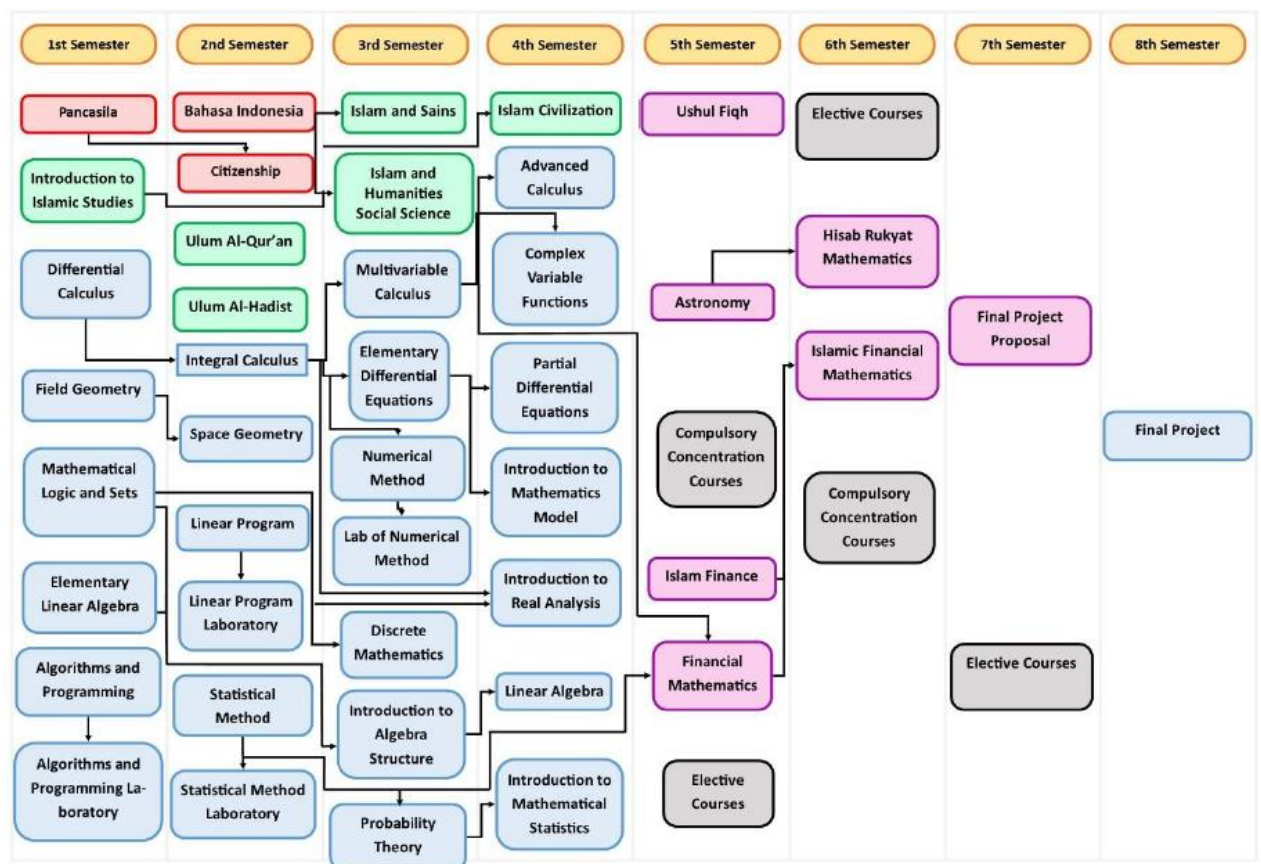 1st Semester
2nd Semester
3rd Semester
4th Semester
5th Semester
6th Semester
7th Semester
8th Semester
Pancasila
Introduction to
Islamic Studies
Differential
Calculus
Field Geometry
Mathematical
Logic and Sets
Elementary
Linear Algebra
Algorithms and
Programming
Algorithms and
Programming La-
boratory
Bahasa Indonesia
Citizenship
Ulum Al-Qur'an
Ulum Al-Hadist
Integral Calculus
Space Geometry
Linear Program
Linear Program
Laboratory
Statistical
Method
Statistical Method
Laboratory
Islam and Sains
Islam and
Humanities
Social Science
Multivariable
Calculus
Elementary
Differential
Equations
Numerical
Method
Lab of Numerical
Method
Discrete
Mathematics
Introduction to
Algebra
Structure
Probability
Theory
Islam Civilization
Advanced
Calculus
Complex
Variable
Functions
Partial
Differential
Equations
Introduction to
Mathematics
Model
Introduction to
Real Analysis
Linear Algebra
Introduction to
Mathematical
Statistics
Ushul Fiqh
Astronomy
Compulsory
Concentration
Courses
Islam Finance
Financial
Mathematics
Elective
Courses
Elective Courses
Hisab Rukyat
Mathematics
Islamic Financial
Mathematics
Compulsory
Concentration
Courses
Final Project
Proposal
Elective Courses
Final Project